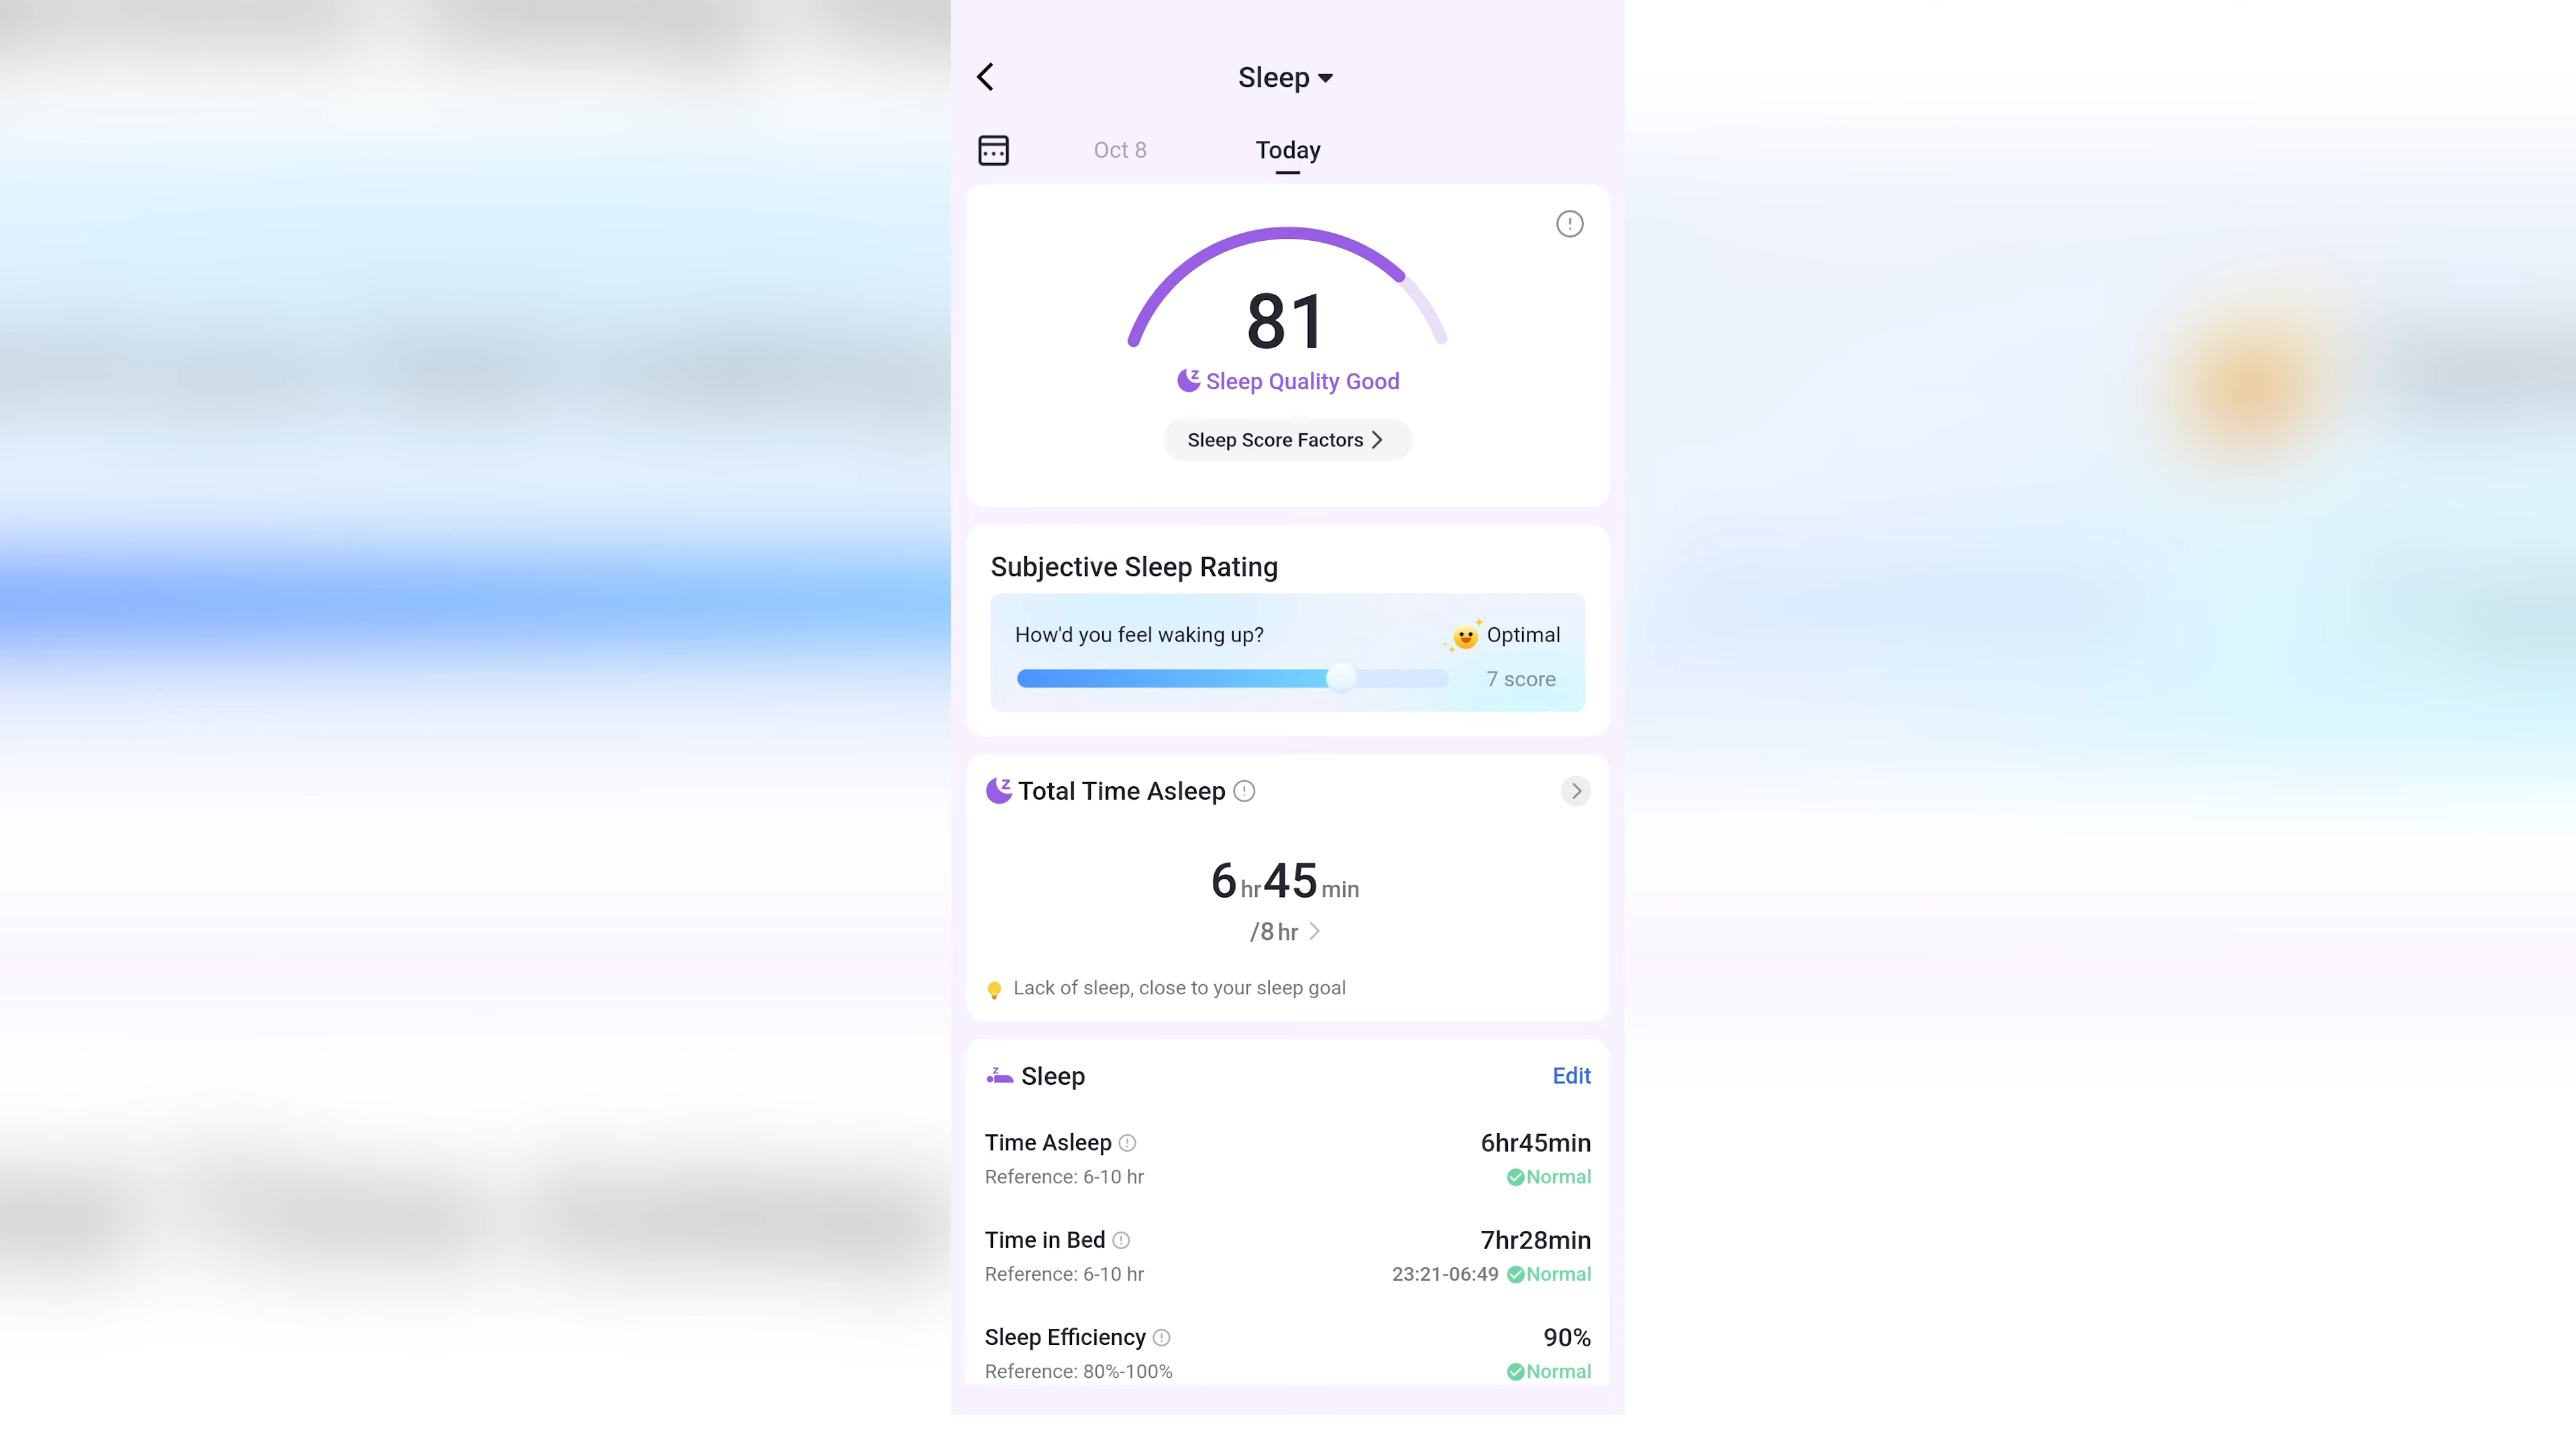 Sleep
Oct 8 Today
81
Sleep Quality Good
Sleep Score Factors
Subjective Sleep Rating
How'd you feel waking up? Optimal
7 score
Total Time Asleep
6 hr 45 min
/8 hr
Lack of sleep, close to your sleep goal
Sleep Edit
Time Asleep 6hr45min
Reference: 6-10 hr Normal
Time in Bed 7hr28min
Reference: 6-10 hr 23:21-06:49 Normal
Sleep Efficiency 90%
Reference: 80%-100% Normal